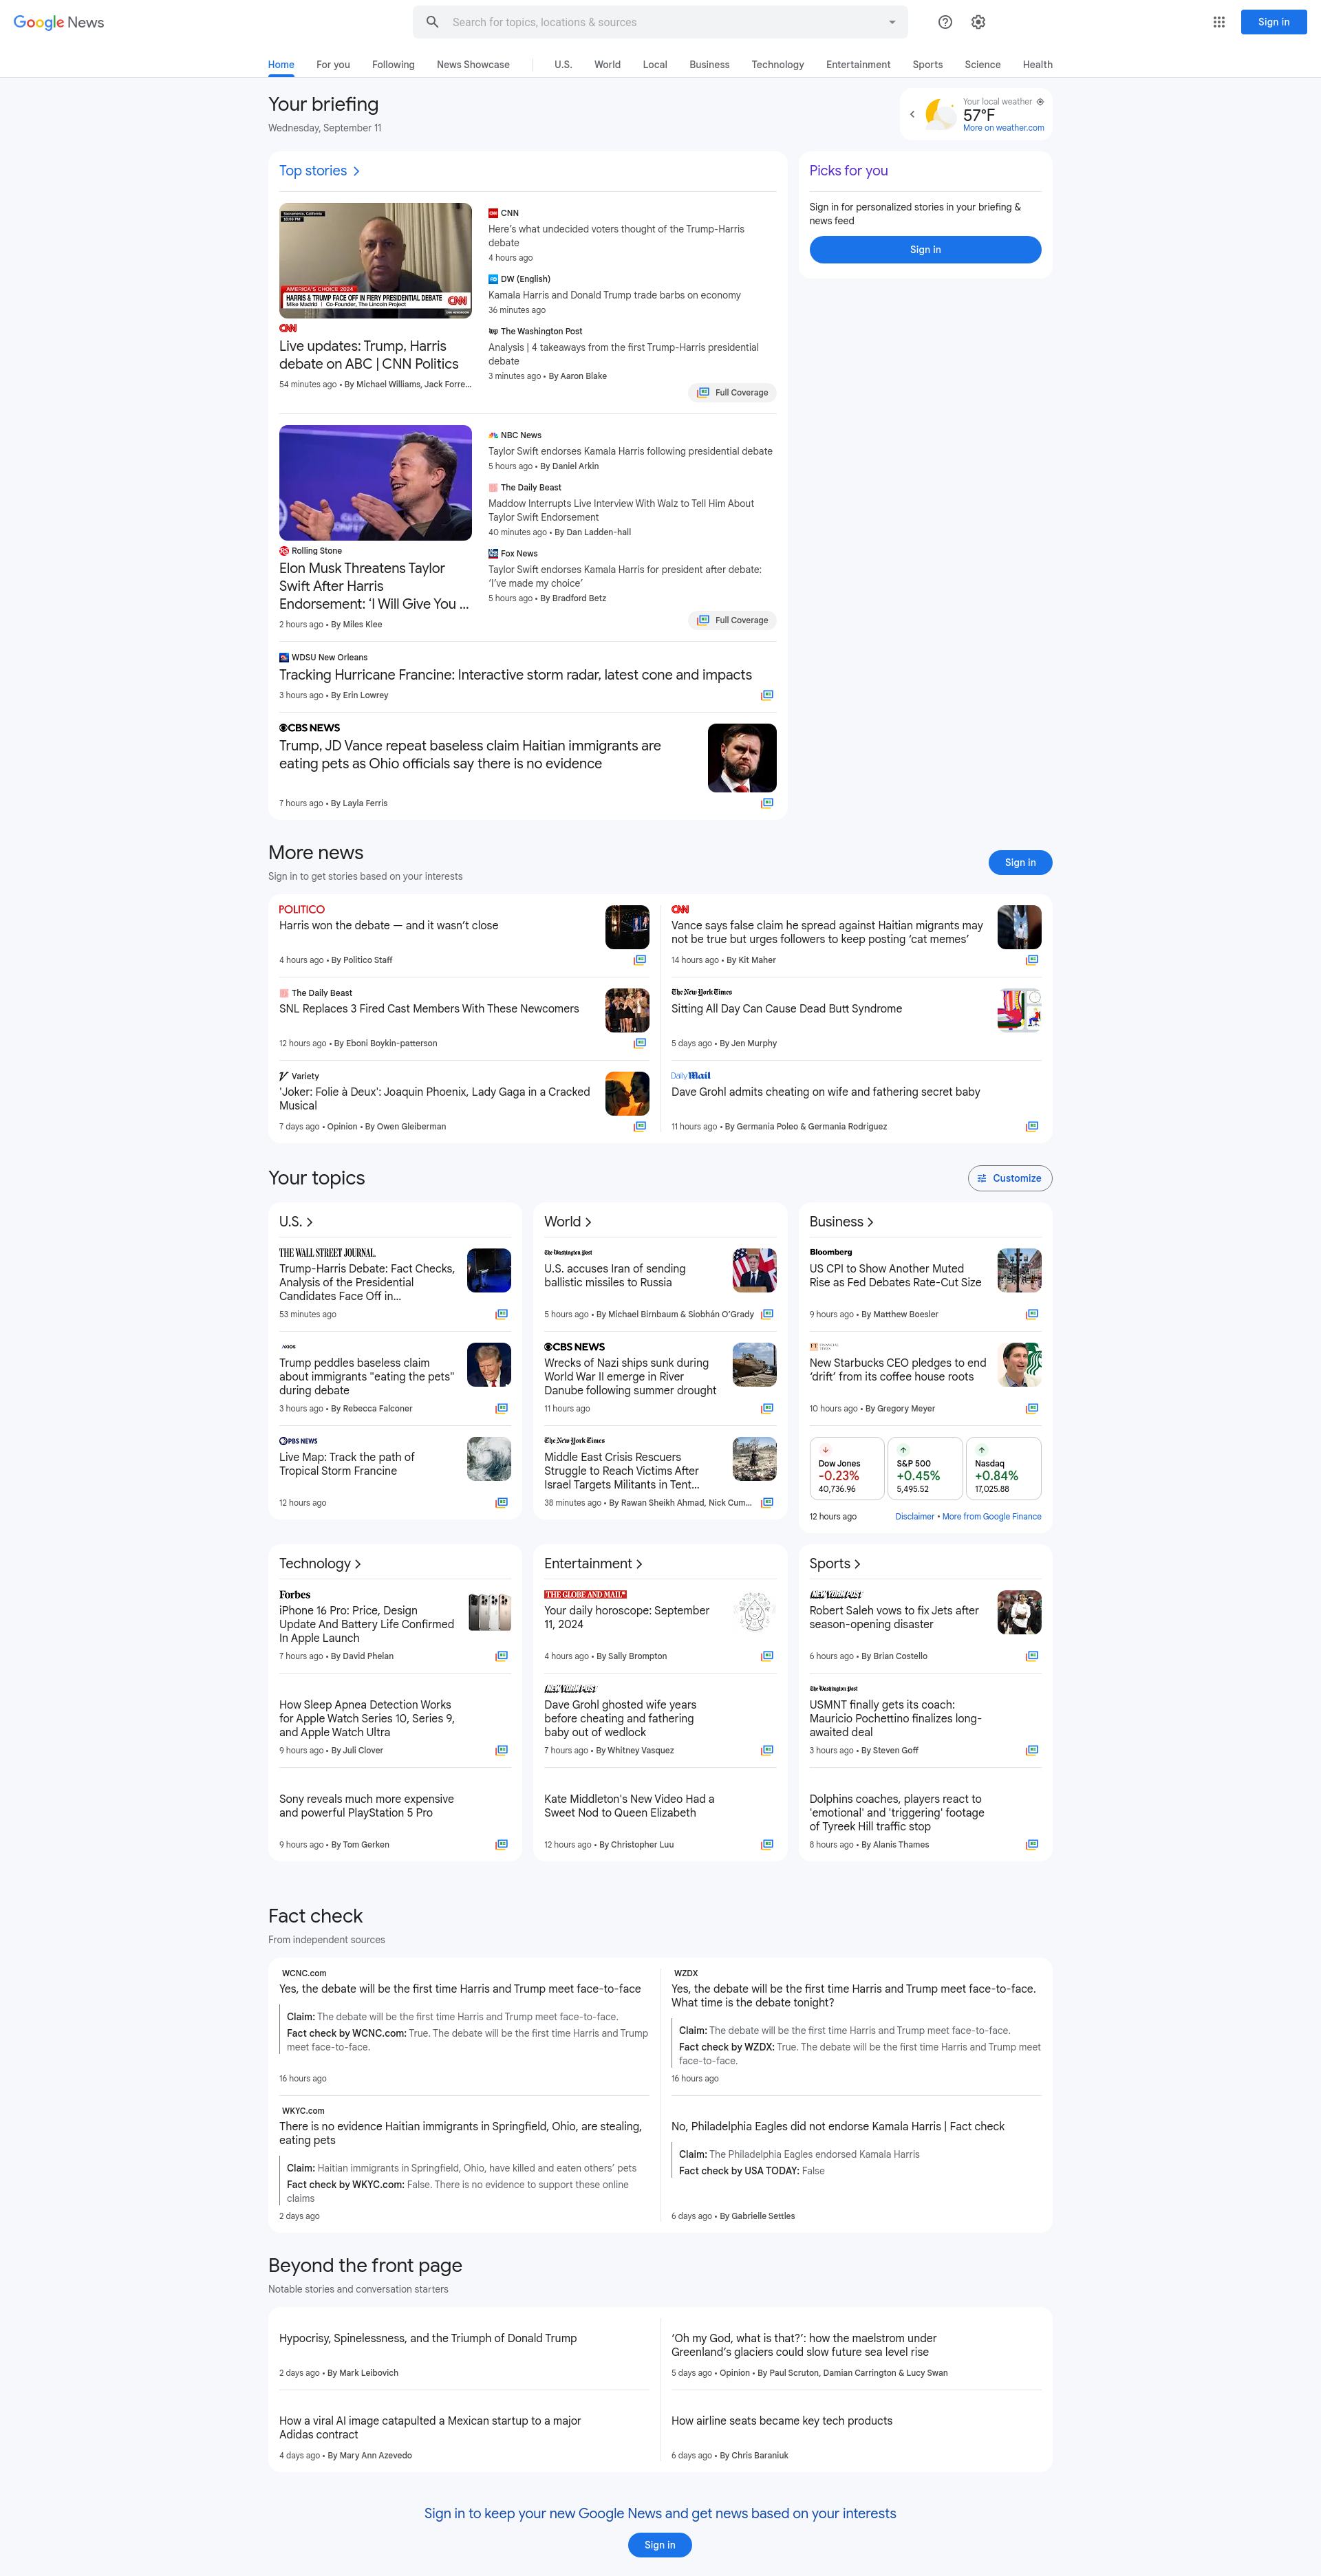 Google News
Search for topics, locations & sources
Sign in
Home
For you
Following
News Showcase
U.S.
World
Local
Business
Technology
Entertainment
Sports
Science
Health
Your briefing
Wednesday, September 11
Your local weather
57°F
More on weather.com
Top stories
Sacramento, California
AMERICA'S CHOICE 2024
HARRIS & TRUMP FACE OFF IN FIERY PRESIDENTIAL DEBATE
Mike Madrid | Co-Founder, The Lincoln Project
CNN
CNN
Live updates: Trump, Harris
debate on ABC | CNN Politics
54 minutes ago • By Michael Williams, Jack Forre...
CNN
Here's what undecided voters thought of the Trump-Harris
debate
4 hours ago
DW (English)
Kamala Harris and Donald Trump trade barbs on economy
36 minutes ago
The Washington Post
Analysis | 4 takeaways from the first Trump-Harris presidential
debate
3 minutes ago • By Aaron Blake
Full Coverage
Rolling Stone
Elon Musk Threatens Taylor
Swift After Harris
Endorsement: ‘I Will Give You ...
2 hours ago • By Miles Klee
NBC News
Taylor Swift endorses Kamala Harris following presidential debate
5 hours ago • By Daniel Arkin
The Daily Beast
Maddow Interrupts Live Interview With Walz to Tell Him About
Taylor Swift Endorsement
40 minutes ago • By Dan Ladden-hall
Fox News
Taylor Swift endorses Kamala Harris for president after debate:
‘I've made my choice’
5 hours ago • By Bradford Betz
Full Coverage
WDSU New Orleans
Tracking Hurricane Francine: Interactive storm radar, latest cone and impacts
3 hours ago • By Erin Lowrey
CBS NEWS
Trump, JD Vance repeat baseless claim Haitian immigrants are
eating pets as Ohio officials say there is no evidence
7 hours ago • By Layla Ferris
Picks for you
Sign in for personalized stories in your briefing &
news feed
Sign in
More news
Sign in to get stories based on your interests
Sign in
POLITICO
Harris won the debate — and it wasn't close
4 hours ago • By Politico Staff
CNN
Vance says false claim he spread against Haitian migrants may
not be true but urges followers to keep posting ‘cat memes’
14 hours ago • By Kit Maher
The Daily Beast
SNL Replaces 3 Fired Cast Members With These Newcomers
12 hours ago • By Eboni Boykin-patterson
The New York Times
Sitting All Day Can Cause Dead Butt Syndrome
5 days ago • By Jen Murphy
Variety
'Joker: Folie à Deux': Joaquin Phoenix, Lady Gaga in a Cracked
Musical
7 days ago • Opinion • By Owen Gleiberman
Daily Mail
Dave Grohl admits cheating on wife and fathering secret baby
11 hours ago • By Germania Poleo & Germania Rodriguez
Your topics
Customize
U.S.
THE WALL STREET JOURNAL.
Trump-Harris Debate: Fact Checks,
Analysis of the Presidential
Candidates Face Off in...
53 minutes ago
AXIOS
Trump peddles baseless claim
about immigrants "eating the pets"
during debate
3 hours ago • By Rebecca Falconer
PBS NEWS
Live Map: Track the path of
Tropical Storm Francine
12 hours ago
World
The Washington Post
U.S. accuses Iran of sending
ballistic missiles to Russia
5 hours ago • By Michael Birnbaum & Siobhán O'Grady
CBS NEWS
Wrecks of Nazi ships sunk during
World War II emerge in River
Danube following summer drought
11 hours ago
The New York Times
Middle East Crisis Rescuers
Struggle to Reach Victims After
Israel Targets Militants in Tent...
38 minutes ago • By Rawan Sheikh Ahmad, Nick Cum...
Business
Bloomberg
US CPI to Show Another Muted
Rise as Fed Debates Rate-Cut Size
9 hours ago • By Matthew Boesler
FT FINANCIAL TIMES
New Starbucks CEO pledges to end
‘drift’ from its coffee house roots
10 hours ago • By Gregory Meyer
Dow Jones
-0.23%
40,736.96
S&P 500
+0.45%
5,495.52
Nasdaq
+0.84%
17,025.88
12 hours ago
Disclaimer • More from Google Finance
Technology
Forbes
iPhone 16 Pro: Price, Design
Update And Battery Life Confirmed
In Apple Launch
7 hours ago • By David Phelan
How Sleep Apnea Detection Works
for Apple Watch Series 10, Series 9,
and Apple Watch Ultra
9 hours ago • By Juli Clover
Sony reveals much more expensive
and powerful PlayStation 5 Pro
9 hours ago • By Tom Gerken
Entertainment
THE GLOBE AND MAIL
Your daily horoscope: September
11, 2024
4 hours ago • By Sally Brompton
NEW YORK POST
Dave Grohl ghosted wife years
before cheating and fathering
baby out of wedlock
7 hours ago • By Whitney Vasquez
Kate Middleton's New Video Had a
Sweet Nod to Queen Elizabeth
12 hours ago • By Christopher Luu
Sports
NEW YORK POST
Robert Saleh vows to fix Jets after
season-opening disaster
6 hours ago • By Brian Costello
The Washington Post
USMNT finally gets its coach:
Mauricio Pochettino finalizes long-
awaited deal
3 hours ago • By Steven Goff
Dolphins coaches, players react to
'emotional' and 'triggering' footage
of Tyreek Hill traffic stop
8 hours ago • By Alanis Thames
Fact check
From independent sources
WCNC.com
Yes, the debate will be the first time Harris and Trump meet face-to-face
Claim: The debate will be the first time Harris and Trump meet face-to-face.
Fact check by WCNC.com: True. The debate will be the first time Harris and Trump
meet face-to-face.
16 hours ago
WZDX
Yes, the debate will be the first time Harris and Trump meet face-to-face.
What time is the debate tonight?
Claim: The debate will be the first time Harris and Trump meet face-to-face.
Fact check by WZDX: True. The debate will be the first time Harris and Trump meet
face-to-face.
16 hours ago
WKYC.com
There is no evidence Haitian immigrants in Springfield, Ohio, are stealing,
eating pets
Claim: Haitian immigrants in Springfield, Ohio, have killed and eaten others’ pets
Fact check by WKYC.com: False. There is no evidence to support these online
claims
2 days ago
No, Philadelphia Eagles did not endorse Kamala Harris | Fact check
Claim: The Philadelphia Eagles endorsed Kamala Harris
Fact check by USA TODAY: False
6 days ago • By Gabrielle Settles
Beyond the front page
Notable stories and conversation starters
Hypocrisy, Spinelessness, and the Triumph of Donald Trump
2 days ago • By Mark Leibovich
‘Oh my God, what is that?’: how the maelstrom under
Greenland's glaciers could slow future sea level rise
5 days ago • Opinion • By Paul Scruton, Damian Carrington & Lucy Swan
How a viral AI image catapulted a Mexican startup to a major
Adidas contract
4 days ago • By Mary Ann Azevedo
How airline seats became key tech products
6 days ago • By Chris Baraniuk
Sign in to keep your new Google News and get news based on your interests
Sign in